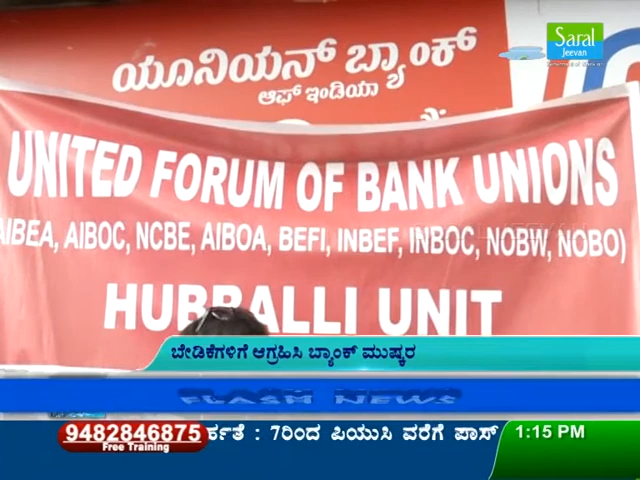 Saral
Jeevan
ಯೂನಿಯನ್ ಬ್ಯಾಂಕ್
ಆಫ್ ಇಂಡಿಯಾ
UNITED FORUM OF BANK UNIONS
AIBEA, AIBOC, NCBE, AIBOA, BEFI, INBEF, INBOC, NOBW, NOBO)
HUBBALLI UNIT
ಬೇಡಿಕೆಗಳಿಗೆ ಆಗ್ರಹಿಸಿ ಬ್ಯಾಂಕ್ ಮುಷ್ಕರ
FLASH NEWS
9482846875 ರ್ಕತೆ : 7ರಿಂದ ಪಿಯುಸಿ ವರೆಗೆ ಪಾಸ್ 1:15 PM
Free Training